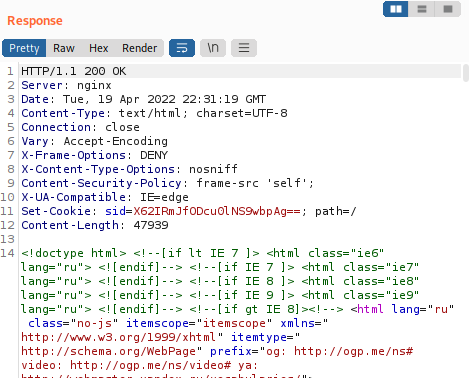 Response
Pretty Raw Hex Render \n
1 HTTP/1.1 200 OK
2 Server: nginx
3 Date: Tue, 19 Apr 2022 22:31:19 GMT
4 Content-Type: text/html; charset=UTF-8
5 Connection: close
6 Vary: Accept-Encoding
7 X-Frame-Options: DENY
8 X-Content-Type-Options: nosniff
9 Content-Security-Policy: frame-src 'self';
10 X-UA-Compatible: IE=edge
11 Set-Cookie: sid=X62IRmJfODcu0lNS9wbpAg==; path=/
12 Content-Length: 47939
13
14 <!doctype html> <!--[if lt IE 7 ]> <html class="ie6"
lang="ru"> <![endif]--> <!--[if IE 7 ]> <html class="ie7"
lang="ru"> <![endif]--> <!--[if IE 8 ]> <html class="ie8"
lang="ru"> <![endif]--> <!--[if IE 9 ]> <html class="ie9"
lang="ru"> <![endif]--> <!--[if gt IE 8]><!--> <html lang="ru"
class="no-js" itemscope="itemscope" xmlns="
http://www.w3.org/1999/xhtml" itemtype="
http://schema.org/WebPage" prefix="og: http://ogp.me/ns#
video: http://ogp.me/ns/video# ya: